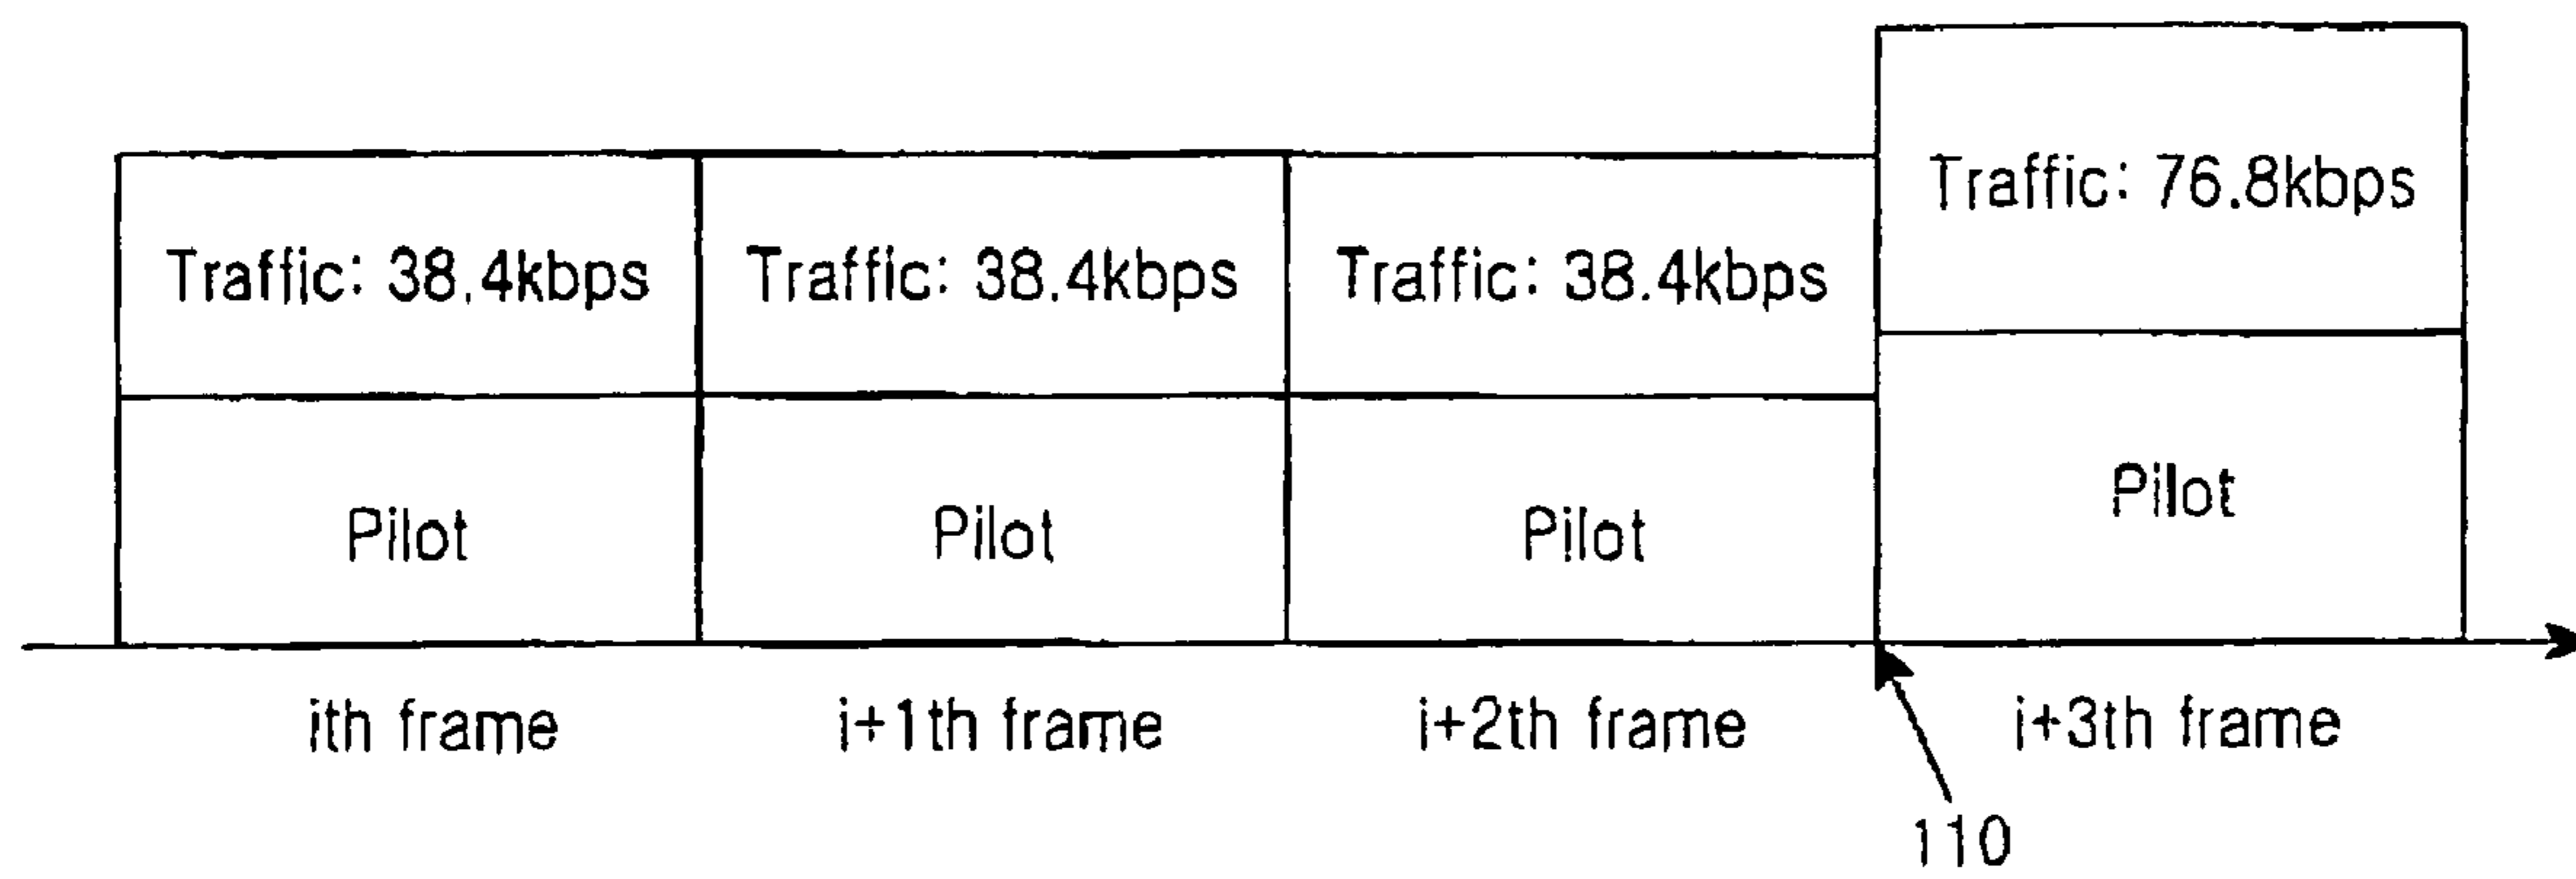 Traffic: 38.4kbps
Traffic: 38.4kbps
Traffic: 38.4kbps
Traffic: 76.8kbps
Pilot
Pilot
Pilot
Pilot
ith frame
i+1th frame
i+2th frame
i+3th frame
110